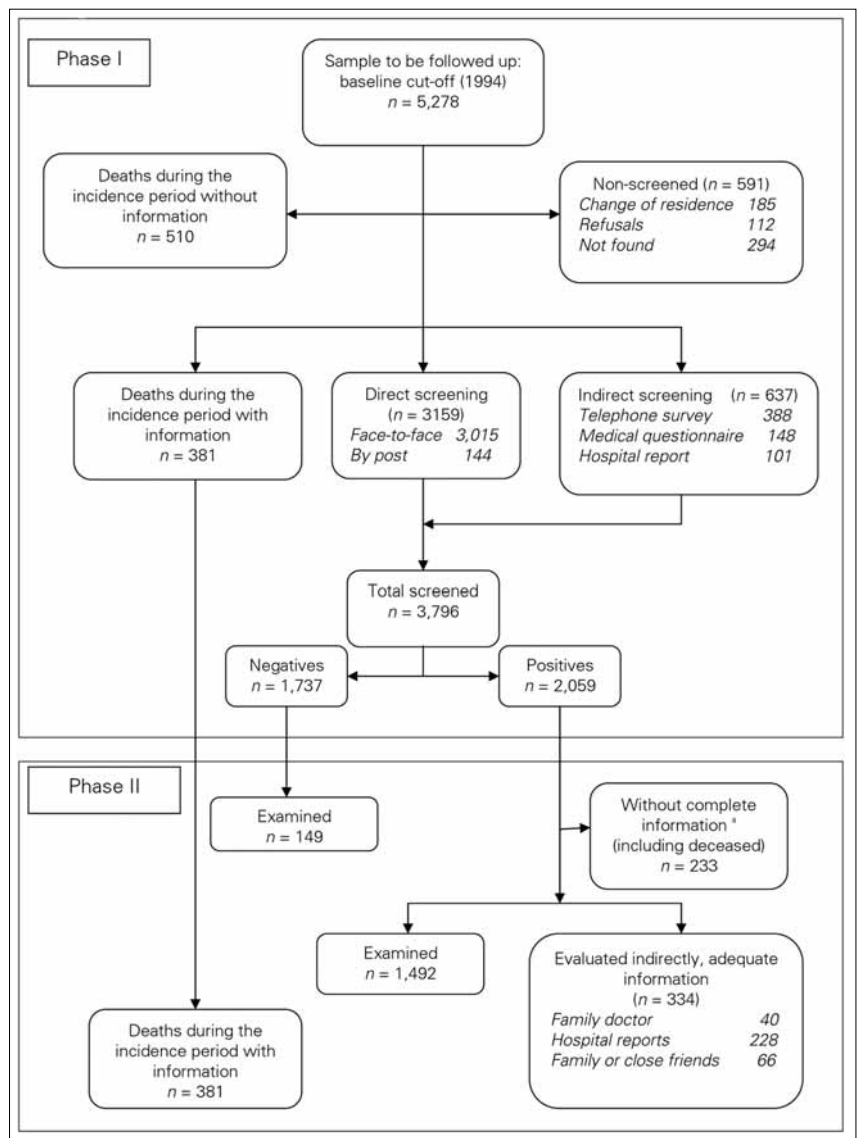 Phase I
Sample to be followed up:
baseline cut-off (1994)
n = 5,278
Deaths during the
incidence period without
information
n = 510
Non-screened (n = 591)
Change of residence 185
Refusals 112
Not found 294
Deaths during the
incidence period with
information
n = 381
Direct screening
(n = 3159)
Face-to-face 3,015
By post 144
Indirect screening (n = 637)
Telephone survey 388
Medical questionnaire 148
Hospital report 101
Total screened
n = 3,796
Negatives
n = 1,737
Positives
n = 2,059
Phase II
Examined
n = 149
Without complete
information a
(including deceased)
n = 233
Examined
n = 1,492
Evaluated indirectly, adequate
information
(n = 334)
Family doctor 40
Hospital reports 228
Family or close friends 66
Deaths during the
incidence period with
information
n = 381